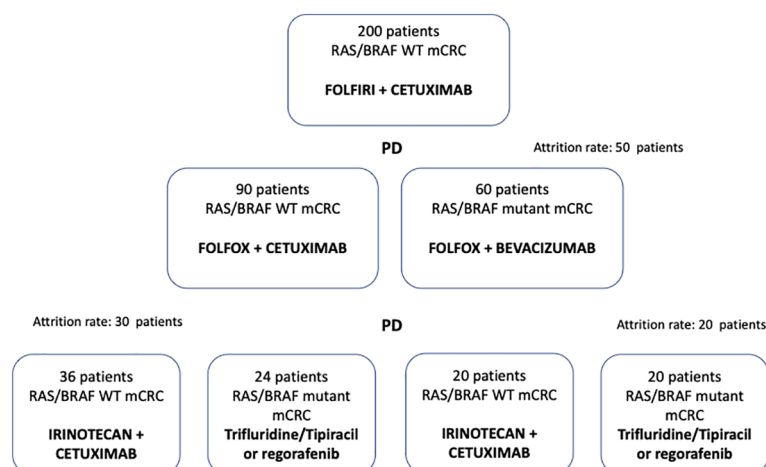 200 patients
RAS/BRAF WT mCRC
FOLFIRI + CETUXIMAB
PD
Attrition rate: 50 patients
90 patients
RAS/BRAF WT mCRC
FOLFOX + CETUXIMAB
60 patients
RAS/BRAF mutant mCRC
FOLFOX + BEVACIZUMAB
Attrition rate: 30 patients
PD
Attrition rate: 20 patients
36 patients
RAS/BRAF WT mCRC
IRINOTECAN +
CETUXIMAB
24 patients
RAS/BRAF mutant
mCRC
Trifluridine/Tipiracil
or regorafenib
20 patients
RAS/BRAF WT mCRC
IRINOTECAN +
CETUXIMAB
20 patients
RAS/BRAF mutant
mCRC
Trifluridine/Tipiracil
or regorafenib